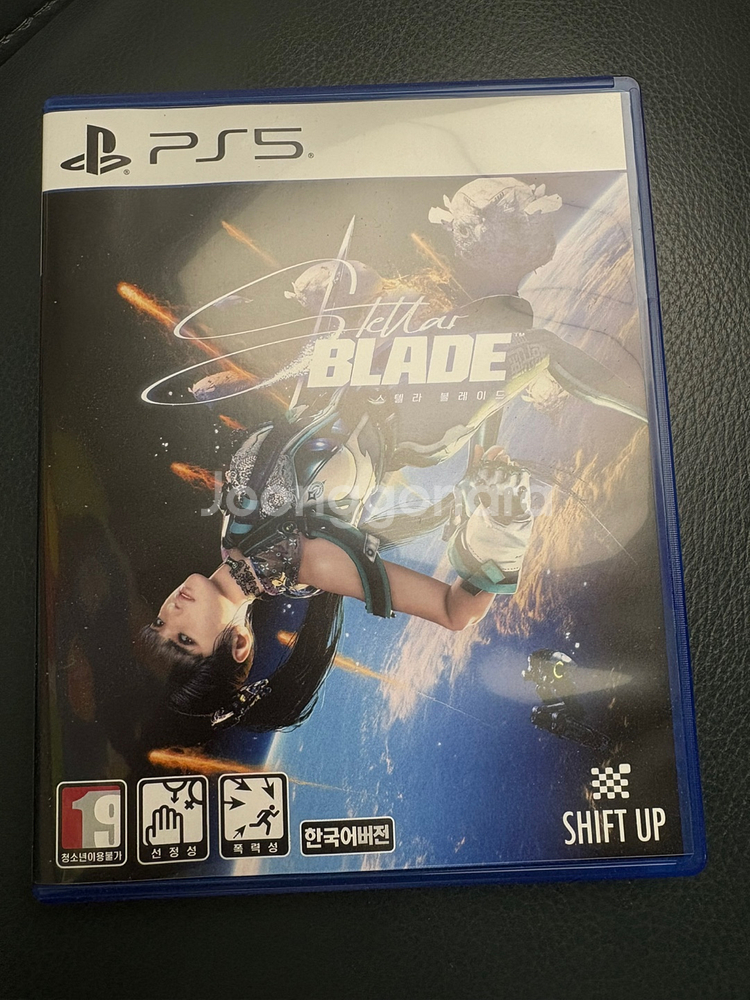 PS5
Stellar
BLADE
스텔라 블레이드
Joonggonara
19
청소년이용불가
선정성
폭력성
한국어버전
SHIFT UP